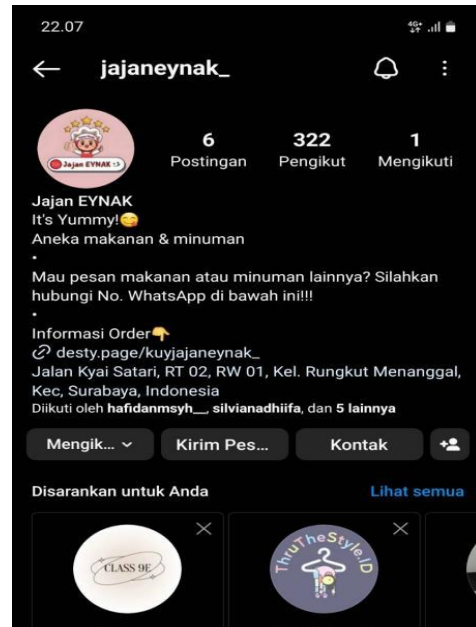 22.07
4G+
jajaneynak_
6
322
1
Postingan
Pengikut
Mengikuti
Jajan EYNAK :)
Jajan EYNAK
It's Yummy!😋
Aneka makanan & minuman
•
Mau pesan makanan atau minuman lainnya? Silahkan
hubungi No. WhatsApp di bawah ini!!!
•
Informasi Order👇
desty.page/kuyjajaneynak_
Jalan Kyai Satari, RT 02, RW 01, Kel. Rungkut Menanggal,
Kec, Surabaya, Indonesia
Diikuti oleh hafidanmsyh__, silvianadhiifa, dan 5 lainnya
Mengik...
Kirim Pes...
Kontak
Disarankan untuk Anda
Lihat semua
CLASS 9E
ThruTheStyle.ID